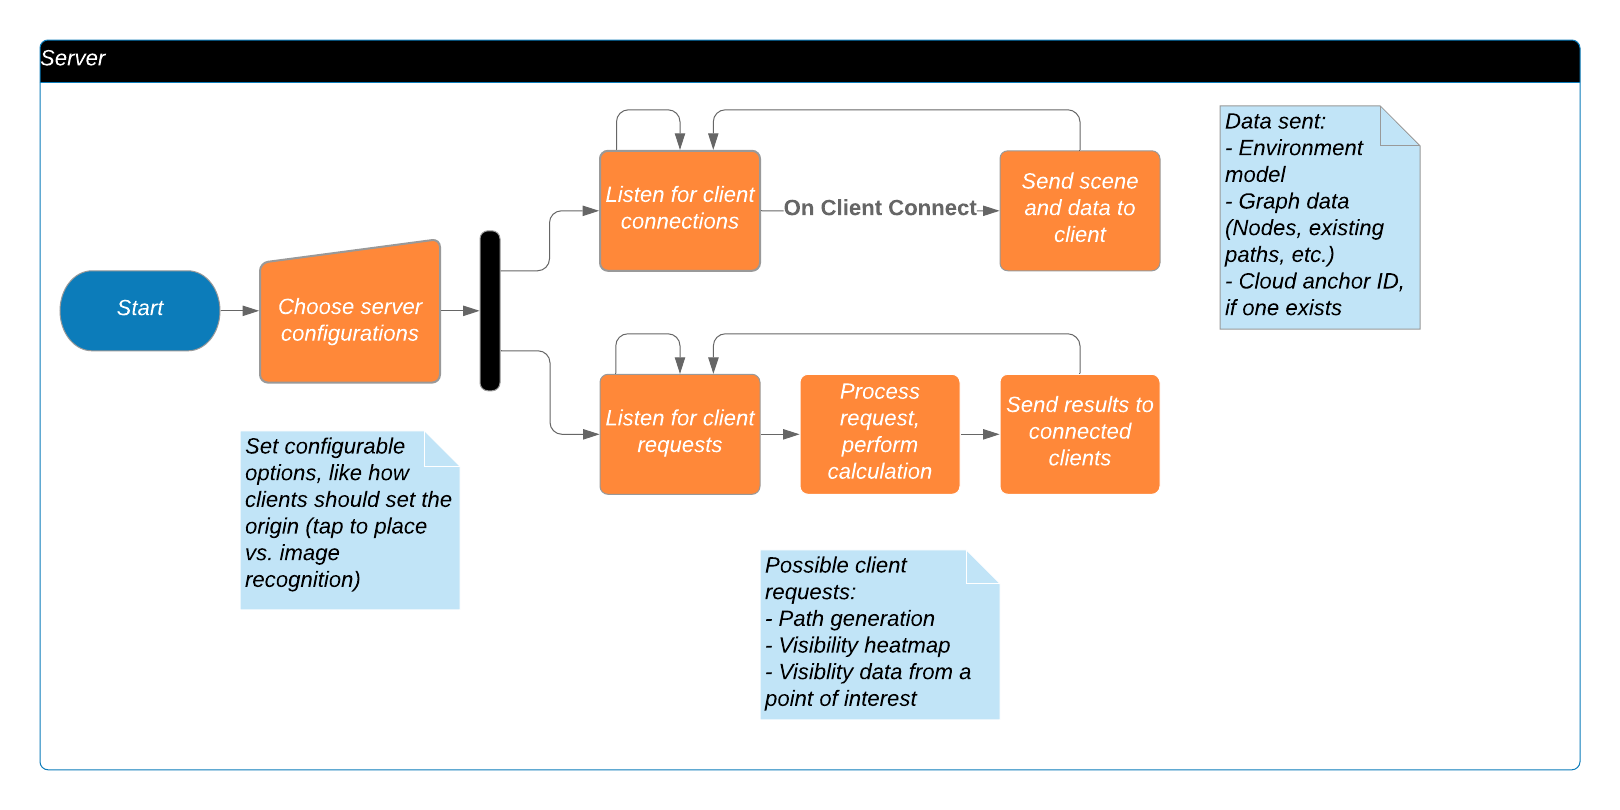 Server
Start
Choose server
configurations
Set configurable
options, like how
clients should set the
origin (tap to place
vs. image
recognition)
Listen for client
connections
On Client Connect
Send scene
and data to
client
Data sent:
- Environment
model
- Graph data
(Nodes, existing
paths, etc.)
- Cloud anchor ID,
if one exists
Listen for client
requests
Process
request,
perform
calculation
Send results to
connected
clients
Possible client
requests:
- Path generation
- Visibility heatmap
- Visiblity data from a
point of interest